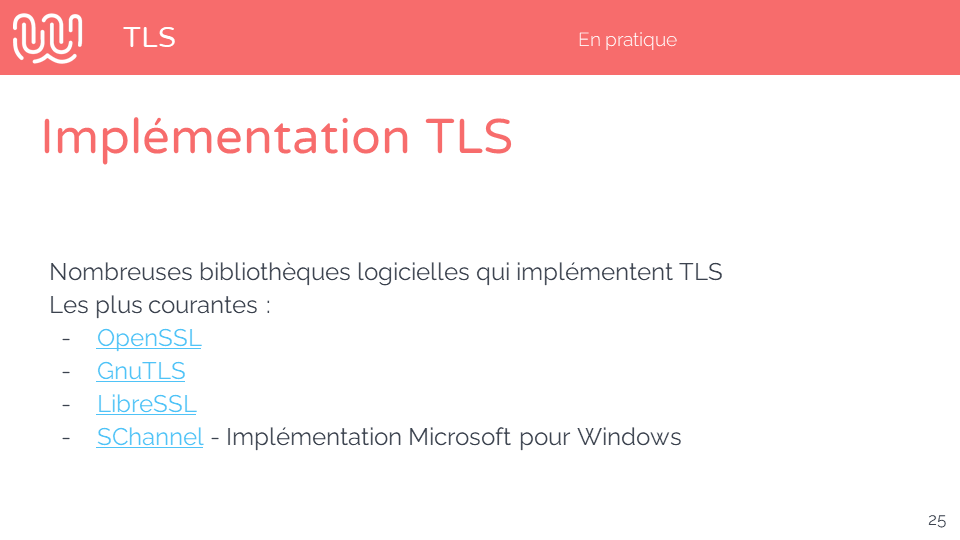 TLS
En pratique
Implémentation TLS
Nombreuses bibliothèques logicielles qui implémentent TLS
Les plus courantes :
- OpenSSL
- GnuTLS
- LibreSSL
- SChannel - Implémentation Microsoft pour Windows
25